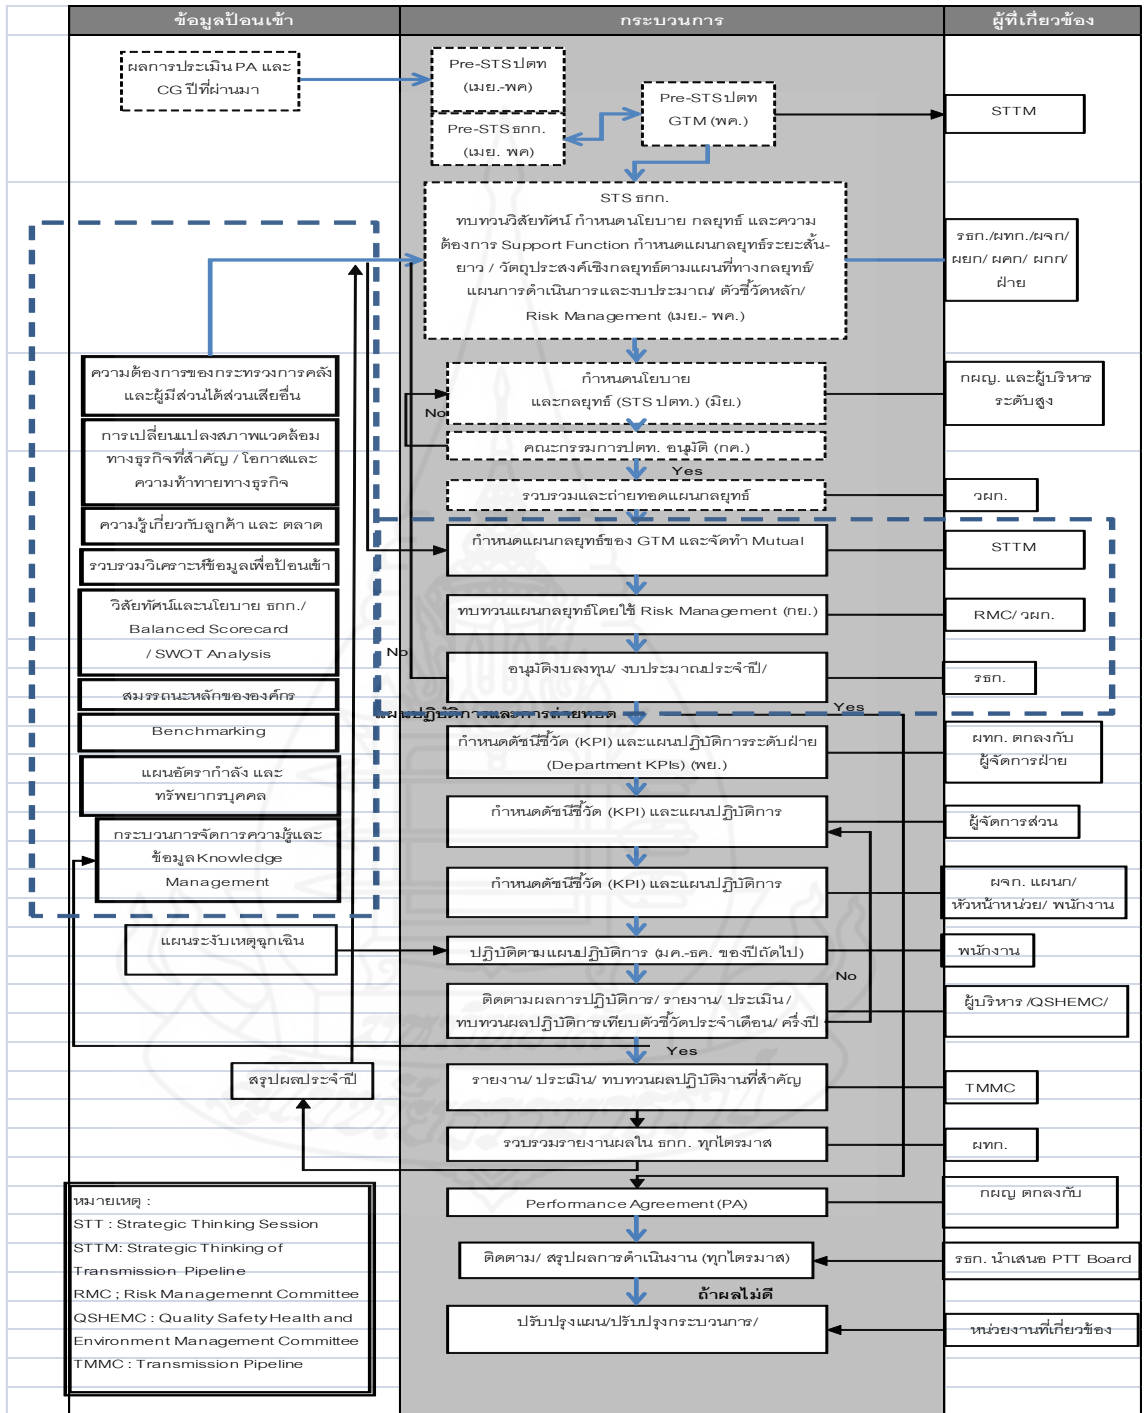 ข้อมูลป้อนเข้า
กระบวนการ
ผู้ที่เกี่ยวข้อง
ผลการประเมิน PA และ
CG ปีที่ผ่านมา
Pre-STS ปตท
(เมย.-พค)
Pre-STS ธกก.
(เมย. พค)
Pre-STS ปตท
GTM (พค.)
STTM
STS ธกก.
ทบทวนวิสัยทัศน์ กำหนดนโยบาย กลยุทธ์ และความ
ต้องการ Support Function กำหนดแผนกลยุทธ์ระยะสั้น-
ยาว / วัตถุประสงค์เชิงกลยุทธ์ตามแผนที่ทางกลยุทธ์/
แผนการดำเนินการและงบประมาณ/ ตัวชี้วัดหลัก/
Risk Management (เมย.- พค.)
รธก./ผทก./ผจก/
ผยก/ ผคก/ ผกก/
ฝ่าย
ความต้องการของกระทรวงการคลัง
และผู้มีส่วนได้ส่วนเสียอื่น
กำหนดนโยบาย
และกลยุทธ์ (STS ปตท.) (มิย.)
กผญ. และผู้บริหาร
ระดับสูง
No
การเปลี่ยนแปลงสภาพแวดล้อม
ทางธุรกิจที่สำคัญ / โอกาสและ
ความท้าทายทางธุรกิจ
คณะกรรมการปตท. อนุมัติ (กค.)
Yes
รวบรวมและถ่ายทอดแผนกลยุทธ์
วผก.
ความรู้เกี่ยวกับลูกค้า และ ตลาด
กำหนดแผนกลยุทธ์ของ GTM และจัดทำ Mutual
STTM
รวบรวมวิเคราะห์ข้อมูลเพื่อป้อนเข้า
วิสัยทัศน์และนโยบาย ธกก./
Balanced Scorecard
/ SWOT Analysis
ทบทวนแผนกลยุทธ์โดยใช้ Risk Management (กย.)
RMC/ วผก.
No
อนุมัติงบลงทุน/ งบประมาณประจำปี/
รธก.
สมรรถนะหลักขององค์กร
แผนปฏิบัติการและการถ่ายทอด
Yes
Benchmarking
กำหนดดัชนีชี้วัด (KPI) และแผนปฏิบัติการระดับฝ่าย
(Department KPIs) (พย.)
ผทก. ตกลงกับ
ผู้จัดการฝ่าย
แผนอัตรากำลัง และ
ทรัพยากรบุคคล
กำหนดดัชนีชี้วัด (KPI) และแผนปฏิบัติการ
ผู้จัดการส่วน
กระบวนการจัดการความรู้และ
ข้อมูล Knowledge
Management
กำหนดดัชนีชี้วัด (KPI) และแผนปฏิบัติการ
ผจก. แผนก/
หัวหน้าหน่วย/ พนักงาน
แผนระงับเหตุฉุกเฉิน
ปฏิบัติตามแผนปฏิบัติการ (มค.-ธค. ของปีถัดไป)
พนักงาน
No
ติดตามผลการปฏิบัติการ/ รายงาน/ ประเมิน /
ทบทวนผลปฏิบัติการเทียบตัวชี้วัดประจำเดือน/ ครึ่งปี
ผู้บริหาร /QSHEMC/
Yes
สรุปผลประจำปี
รายงาน/ ประเมิน/ ทบทวนผลปฏิบัติงานที่สำคัญ
TMMC
รวบรวมรายงานผลใน ธกก. ทุกไตรมาส
ผทก.
Performance Agreement (PA)
กผญ ตกลงกับ
ติดตาม/ สรุปผลการดำเนินงาน (ทุกไตรมาส)
รธก. นำเสนอ PTT Board
ถ้าผลไม่ดี
ปรับปรุงแผน/ปรับปรุงกระบวนการ/
หน่วยงานที่เกี่ยวข้อง
หมายเหตุ :
STT : Strategic Thinking Session
STTM: Strategic Thinking of
Transmission Pipeline
RMC ; Risk Managemennt Committee
QSHEMC : Quality Safety Health and
Environment Management Committee
TMMC : Transmission Pipeline